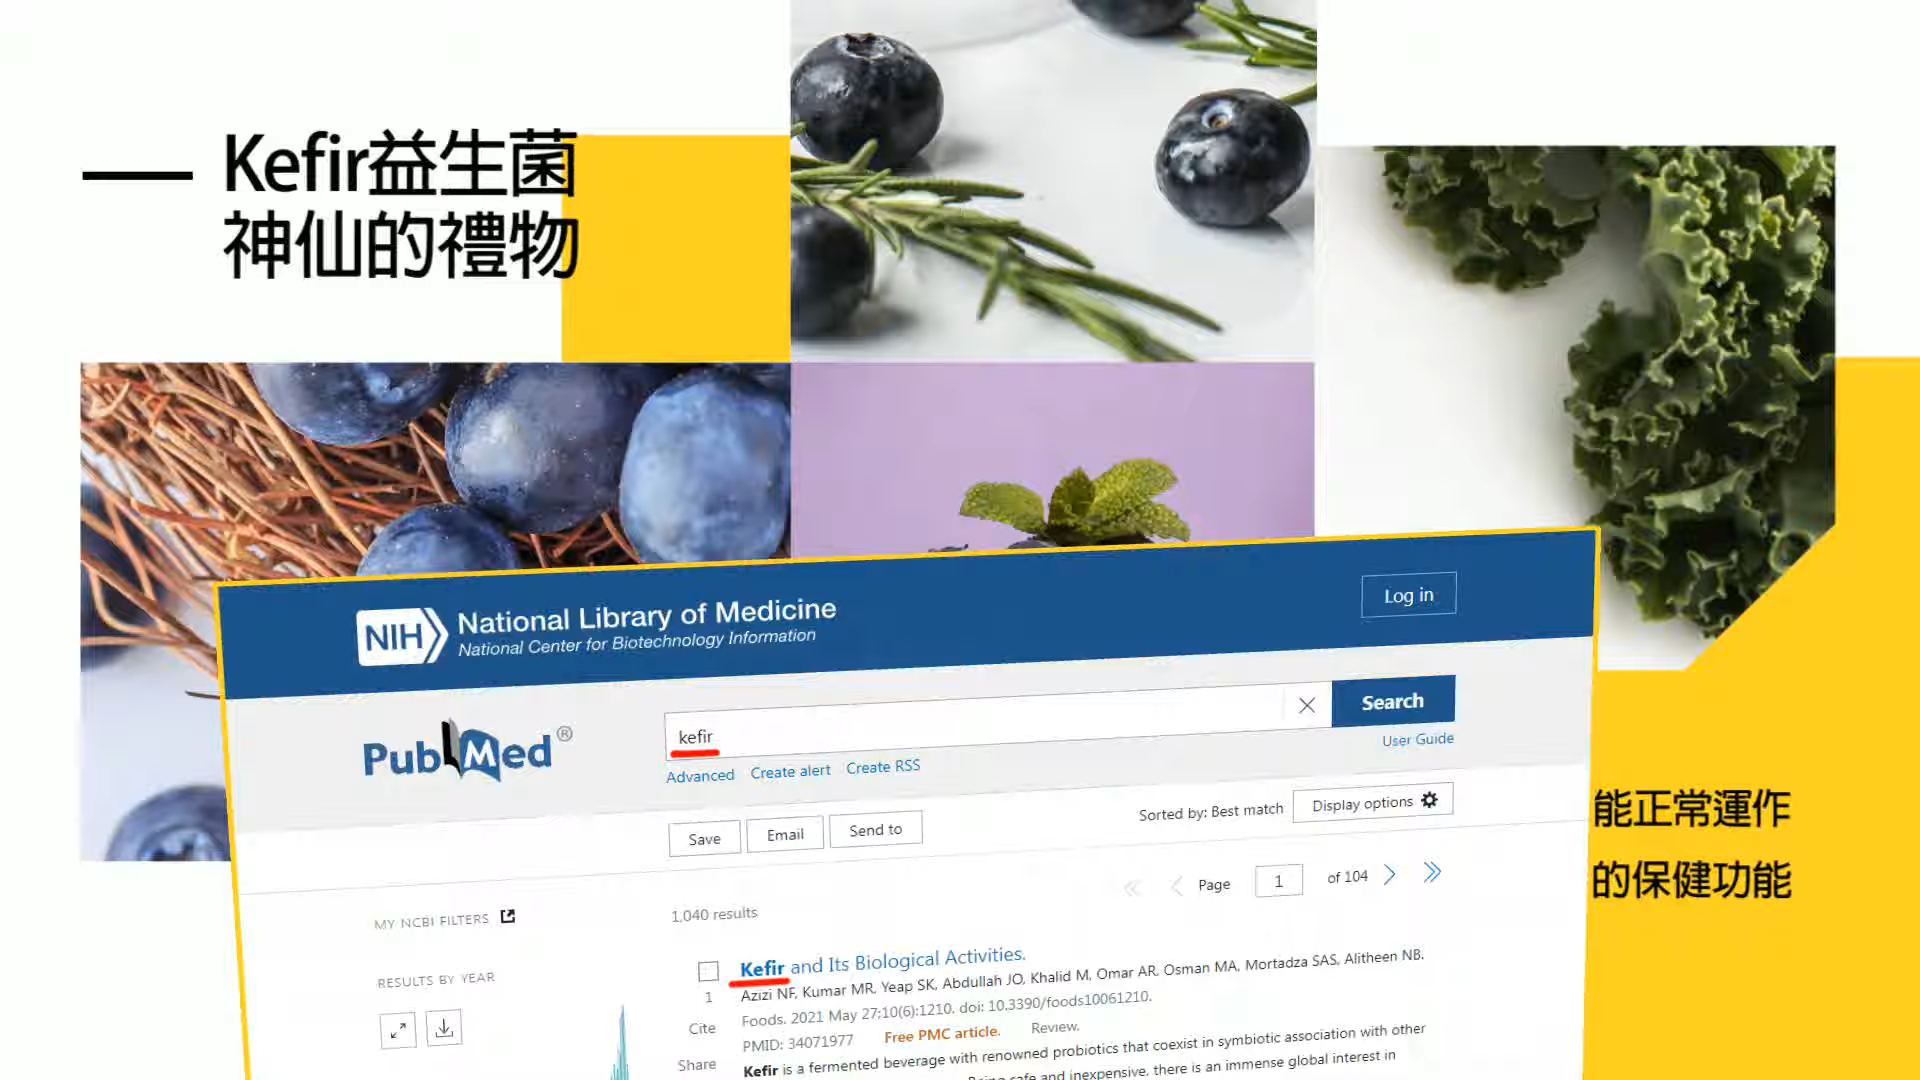 Kefir益生菌
神仙的禮物
能正常運作
的保健功能
NIH National Library of Medicine
National Center for Biotechnology Information
Log in
PubMed®
kefir
Search
Advanced Create alert Create RSS
User Guide
Save Email Send to
Sorted by: Best match Display options
Page 1 of 104
MY NCBI FILTERS
1,040 results
RESULTS BY YEAR
Kefir and Its Biological Activities.
1 Azizi NF, Kumar MR, Yeap SK, Abdullah JO, Khalid M, Omar AR, Osman MA, Mortadza SAS, Alitheen NB.
Cite Foods. 2021 May 27;10(6):1210. doi: 10.3390/foods10061210.
PMID: 34071977 Free PMC article. Review.
Share Kefir is a fermented beverage with renowned probiotics that coexist in symbiotic association with other
safe and inexpensive, there is an immense global interest in